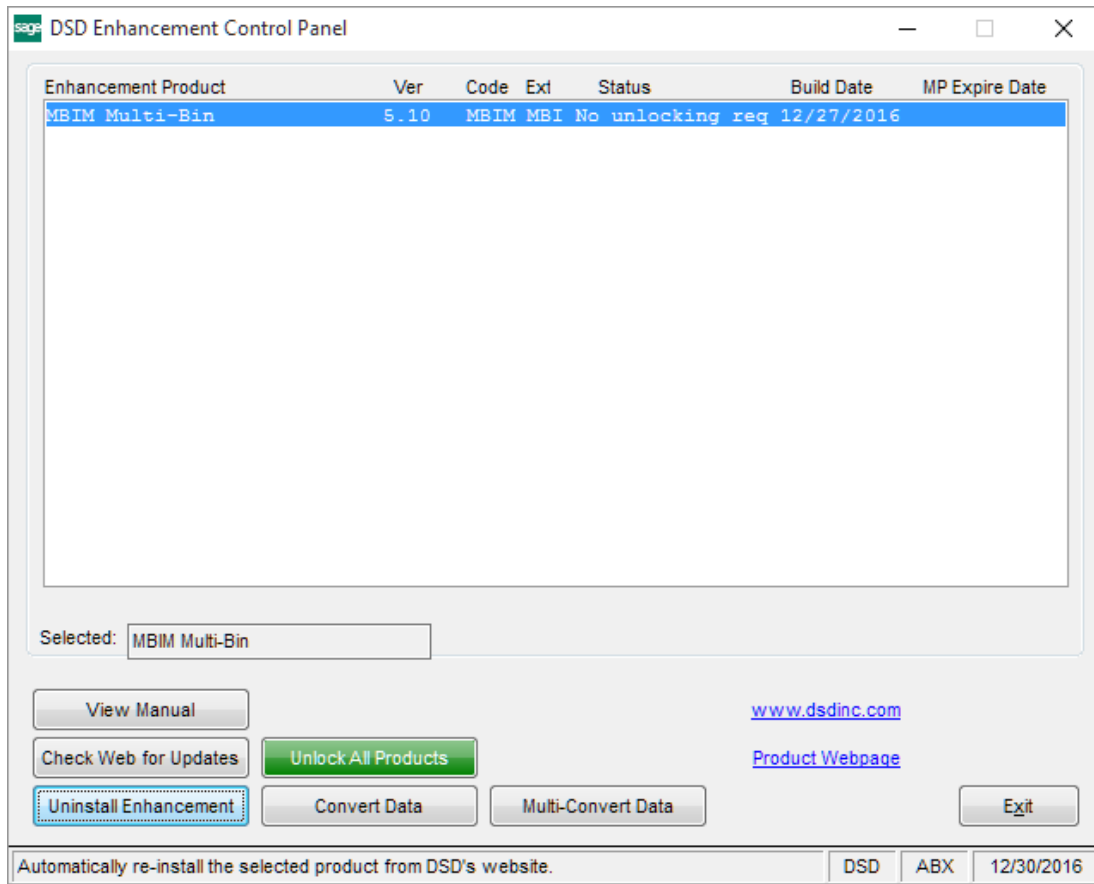 sage DSD Enhancement Control Panel
Enhancement Product Ver Code Ext Status Build Date MP Expire Date
MBIM Multi-Bin 5.10 MBIM MBI No unlocking req 12/27/2016
Selected: MBIM Multi-Bin
View Manual www.dsdinc.com
Check Web for Updates Unlock All Products Product Webpage
Uninstall Enhancement Convert Data Multi-Convert Data Exit
Automatically re-install the selected product from DSD's website. DSD ABX 12/30/2016